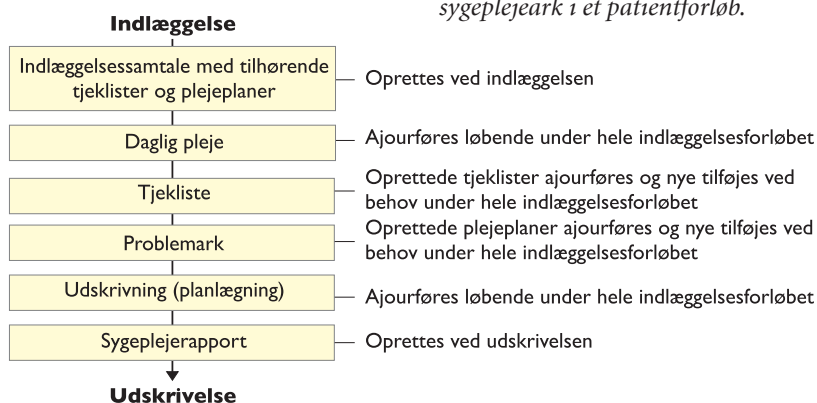 sygeplejeark i et patientforløb.
Indlæggelse
Indlæggelsessamtale med tilhørende
tjeklister og plejeplaner
Oprettes ved indlæggelsen
Daglig pleje
Ajourføres løbende under hele indlæggelsesforløbet
Tjekliste
Oprettede tjeklister ajourføres og nye tilføjes ved
behov under hele indlæggelsesforløbet
Problemark
Oprettede plejeplaner ajourføres og nye tilføjes ved
behov under hele indlæggelsesforløbet
Udskrivning (planlægning)
Ajourføres løbende under hele indlæggelsesforløbet
Sygeplejerapport
Oprettes ved udskrivelsen
Udskrivelse